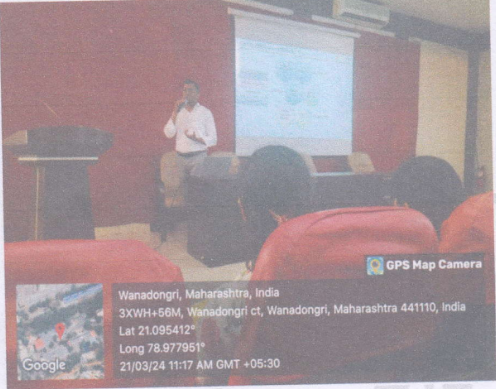 GPS Map Camera
Wanadongri, Maharashtra, India
3XWH+56M, Wanadongri ct, Wanadongri, Maharashtra 441110, India
Lat 21.095412°
Long 78.977951°
21/03/24 11:17 AM GMT +05:30
Google